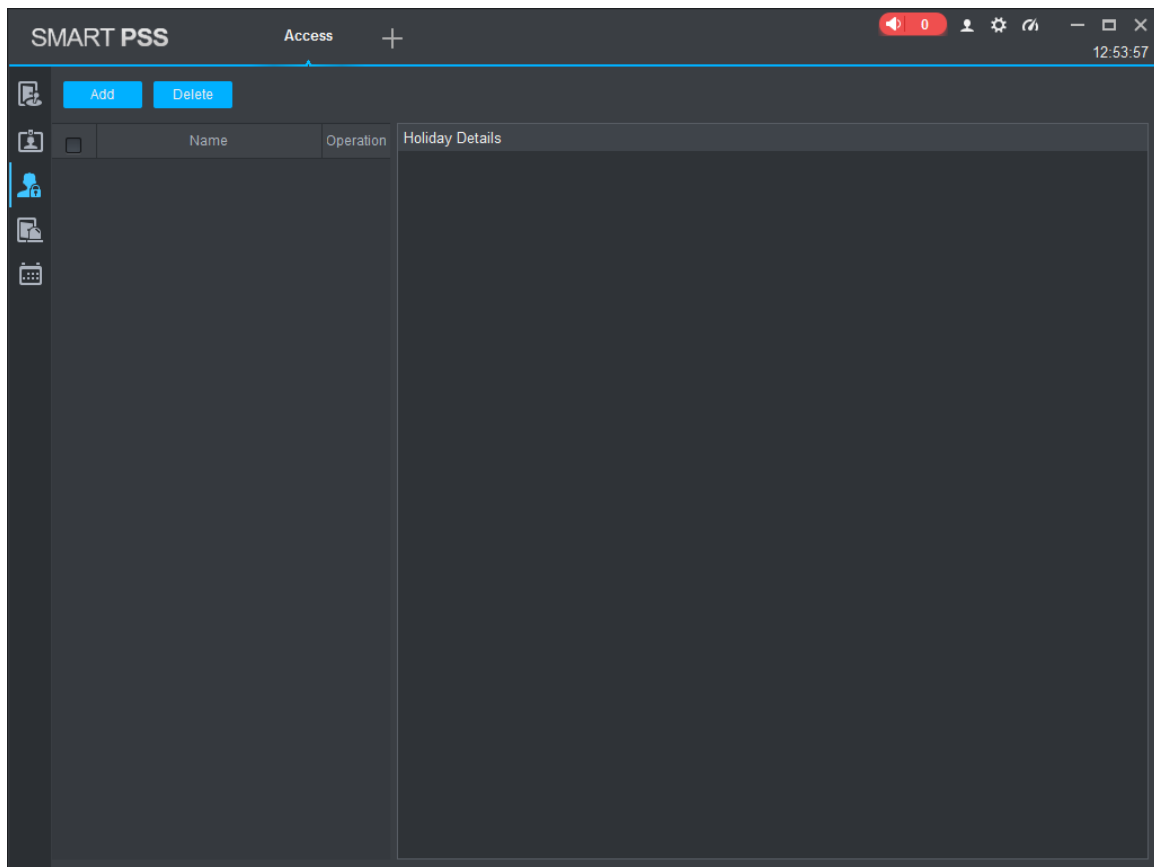 SMART PSS
Access
0
12:53:57
Add
Delete
Name
Operation
Holiday Details